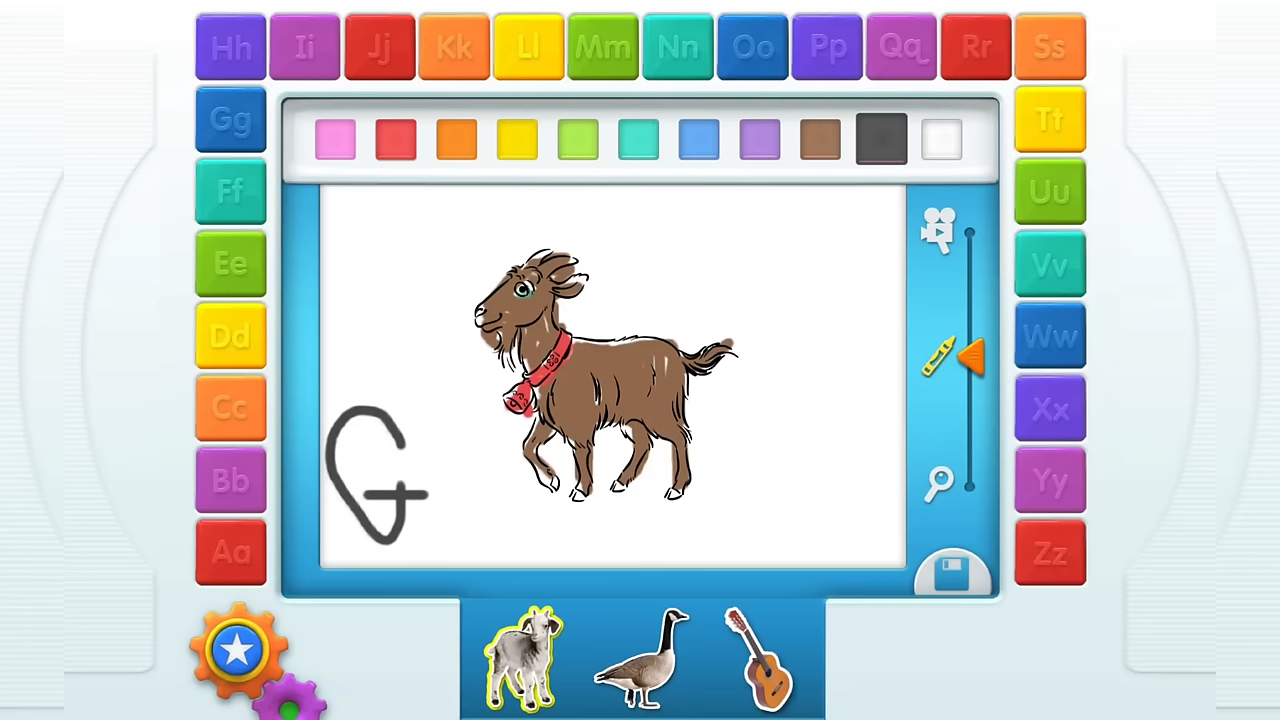 Hh Ii Jj Kk Ll Mm Nn Oo Pp Qq Rr Ss
Gg Tt
Ff Uu
Ee Vv
Dd Ww
Cc Xx
Bb Yy
Aa Zz
G